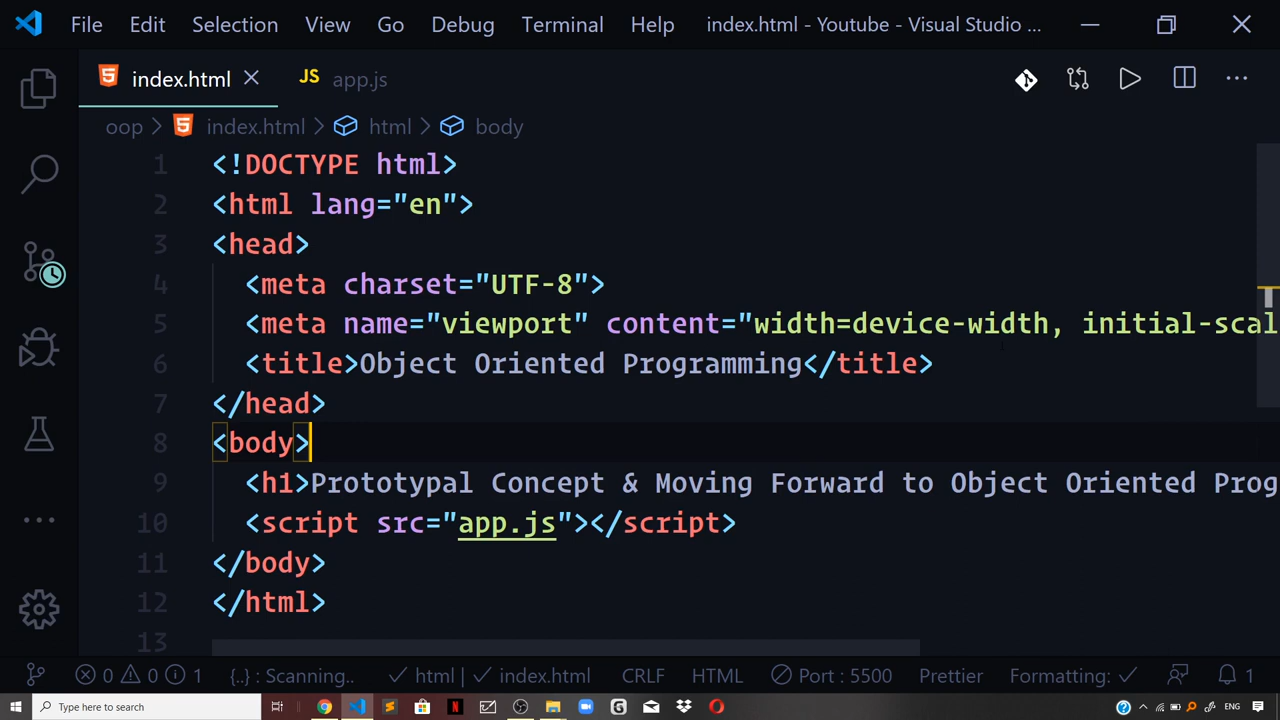 File Edit Selection View Go Debug Terminal Help index.html - Youtube - Visual Studio ...
index.html JS app.js
oop > index.html > html > body
1 <!DOCTYPE html>
2 <html lang="en">
3 <head>
4 <meta charset="UTF-8">
5 <meta name="viewport" content="width=device-width, initial-scal
6 <title>Object Oriented Programming</title>
7 </head>
8 <body>
9 <h1>Prototypal Concept & Moving Forward to Object Oriented Prog
10 <script src="app.js"></script>
11 </body>
12 </html>
13
0 0 1 {..} : Scanning.. html | index.html CRLF HTML Port : 5500 Prettier Formatting: 1
Type here to search ENG